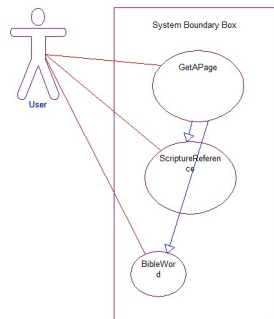 System Boundary Box
GetAPage
User
ScriptureReferen
ce
BibleWor
d